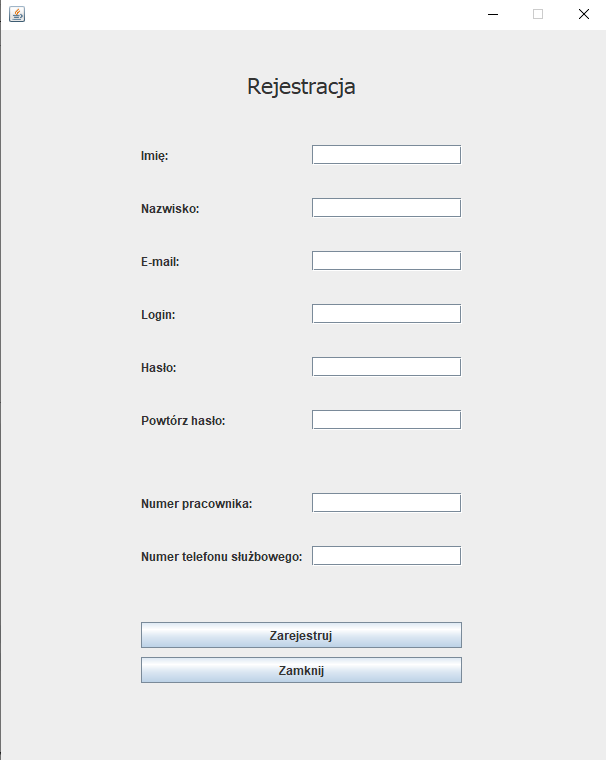 Rejestracja
Imię:
Nazwisko:
E-mail:
Login:
Hasło:
Powtórz hasło:
Numer pracownika:
Numer telefonu służbowego:
Zarejestruj
Zamknij